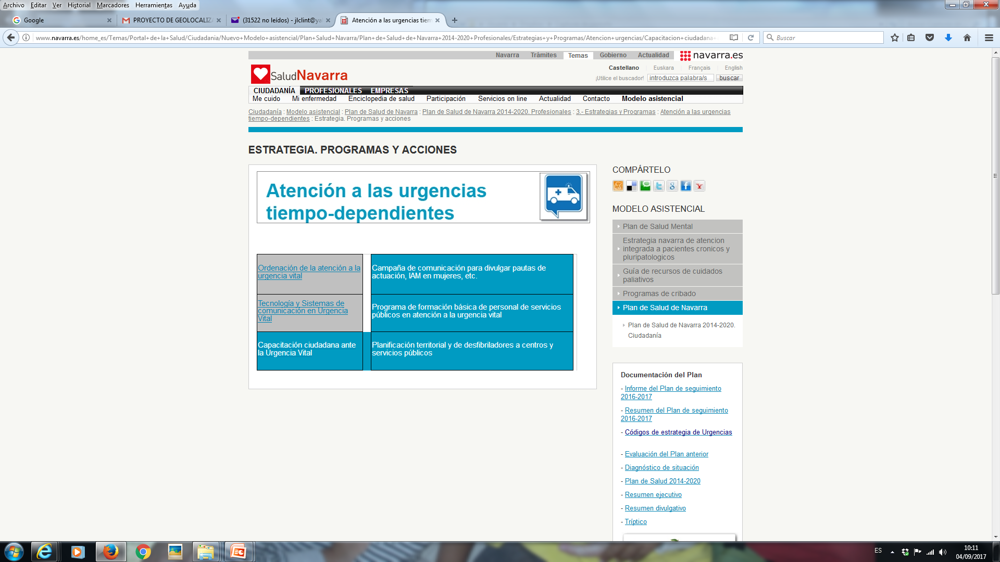 Archivo Editar Ver Historial Marcadores Herramientas Ayuda
Google
PROYECTO DE GEOLOCALIZA
(31522 no leídos) - jlclint@ya
Atención a las urgencias tiem
www.navarra.es/home_es/Temas/Portal+de+la+Salud/Ciudadania/Nuevo+Modelo+asistencial/Plan+Salud+Navarra/Plan+de+Salud+de+Navarra+2014-2020+Profesionales/Estrategias+y+Programas/Atencion+urgencias/Capacitacion+ciudadana+
Buscar
Navarra Trámites Temas Gobierno Actualidad navarra.es
SaludNavarra
Castellano Euskara Français English
¡Utilice el buscador! introduzca palabra/s buscar
CIUDADANÍA PROFESIONALES EMPRESAS
Me cuido Mi enfermedad Enciclopedia de salud Participación Servicios on line Actualidad Contacto Modelo asistencial
Ciudadanía : Modelo asistencial : Plan de Salud de Navarra : Plan de Salud de Navarra 2014-2020. Profesionales : 3.- Estrategias y Programas : Atención a las urgencias
tiempo-dependientes : Estrategia. Programas y acciones
ESTRATEGIA. PROGRAMAS Y ACCIONES
Atención a las urgencias
tiempo-dependientes
Ordenación de la atención a la
urgencia vital
Campaña de comunicación para divulgar pautas de
actuación, IAM en mujeres, etc.
Tecnología y Sistemas de
comunicación en Urgencia
Vital
Programa de formación básica de personal de servicios
públicos en atención a la urgencia vital
Capacitación ciudadana ante
la Urgencia Vital
Planificación territorial y de desfibriladores a centros y
servicios públicos
COMPÁRTELO
MODELO ASISTENCIAL
Plan de Salud Mental
Estrategia navarra de atencion
integrada a pacientes cronicos y
pluripatologicos
Guía de recursos de cuidados
paliativos
Programas de cribado
Plan de Salud de Navarra
Plan de Salud de Navarra 2014-2020.
Ciudadanía
Documentación del Plan
- Informe del Plan de seguimiento
2016-2017
- Resumen del Plan de seguimiento
2016-2017
- Códigos de estrategia de Urgencias
- Evaluación del Plan anterior
- Diagnóstico de situación
- Plan de Salud 2014-2020
- Resumen ejecutivo
- Resumen divulgativo
- Tríptico
ES
10:11
04/09/2017